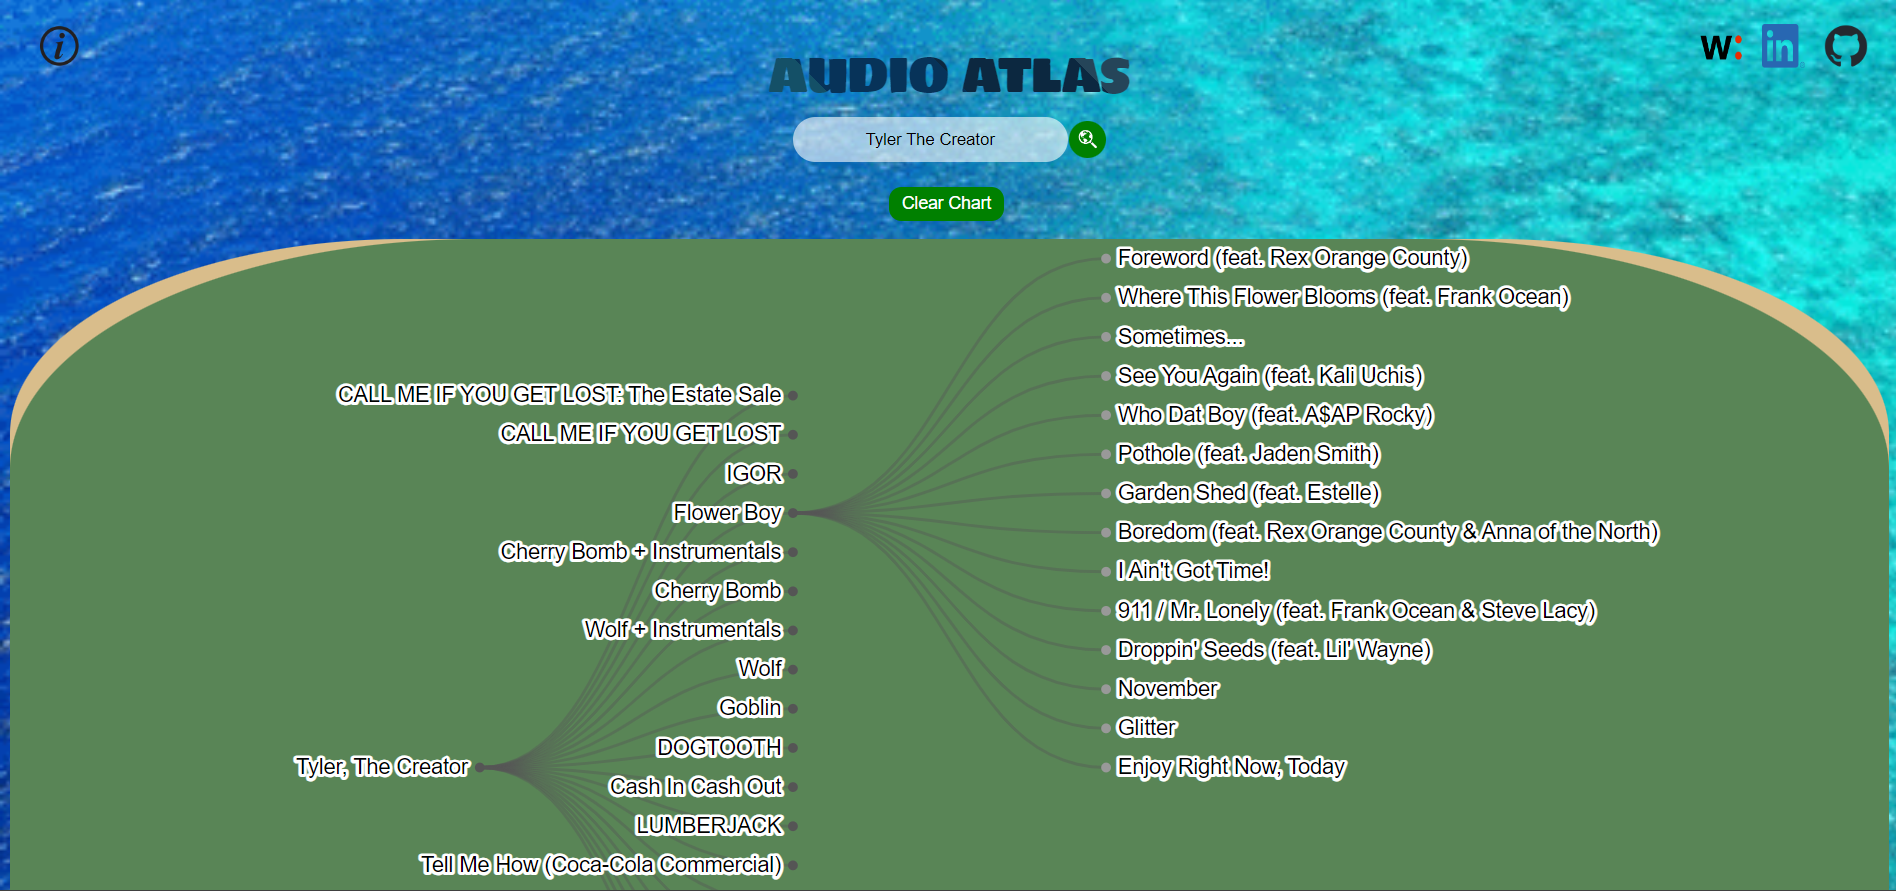 i
w:
in
AUDIO ATLAS
Tyler The Creator
Clear Chart
Foreword (feat. Rex Orange County)
Where This Flower Blooms (feat. Frank Ocean)
Sometimes...
See You Again (feat. Kali Uchis)
Who Dat Boy (feat. A$AP Rocky)
Pothole (feat. Jaden Smith)
Garden Shed (feat. Estelle)
Boredom (feat. Rex Orange County & Anna of the North)
I Ain't Got Time!
911 / Mr. Lonely (feat. Frank Ocean & Steve Lacy)
Droppin' Seeds (feat. Lil' Wayne)
November
Glitter
Enjoy Right Now, Today
CALL ME IF YOU GET LOST: The Estate Sale
CALL ME IF YOU GET LOST
IGOR
Flower Boy
Cherry Bomb + Instrumentals
Cherry Bomb
Wolf + Instrumentals
Wolf
Goblin
DOGTOOTH
Cash In Cash Out
LUMBERJACK
Tell Me How (Coca-Cola Commercial)
Tyler, The Creator